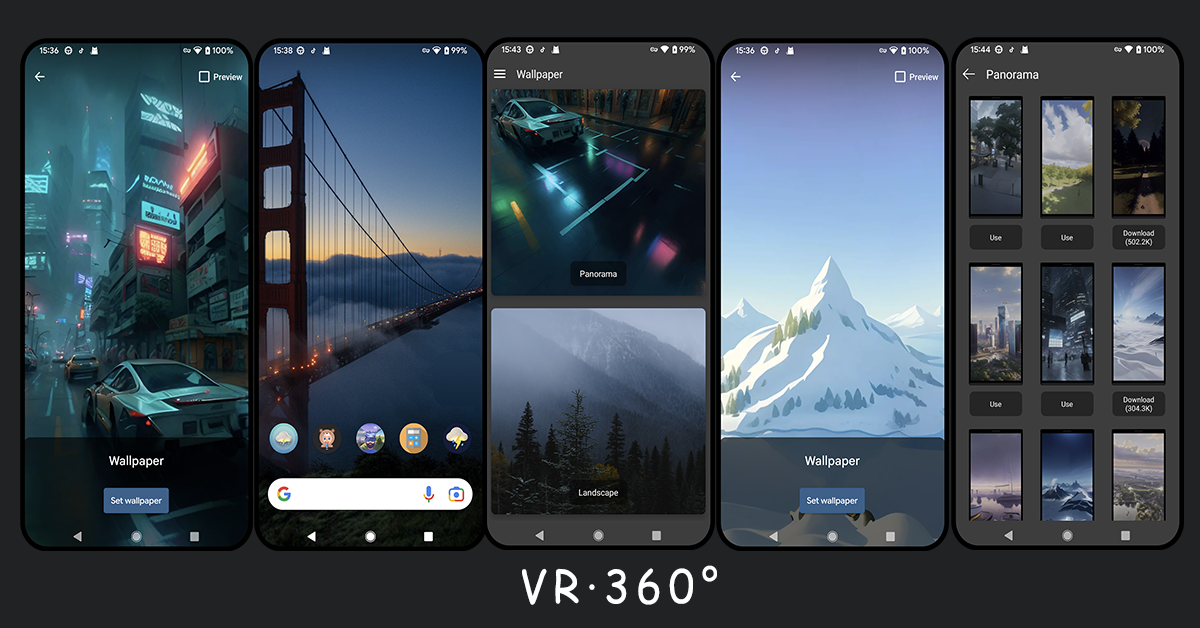 15:36
100%
Preview
Wallpaper
Set wallpaper
15:38
99%
15:43
99%
Wallpaper
Panorama
Landscape
15:36
100%
Preview
Wallpaper
Set wallpaper
15:44
100%
Panorama
Use
Use
Download
(502.2K)
Use
Use
Download
(304.3K)
VR·360°